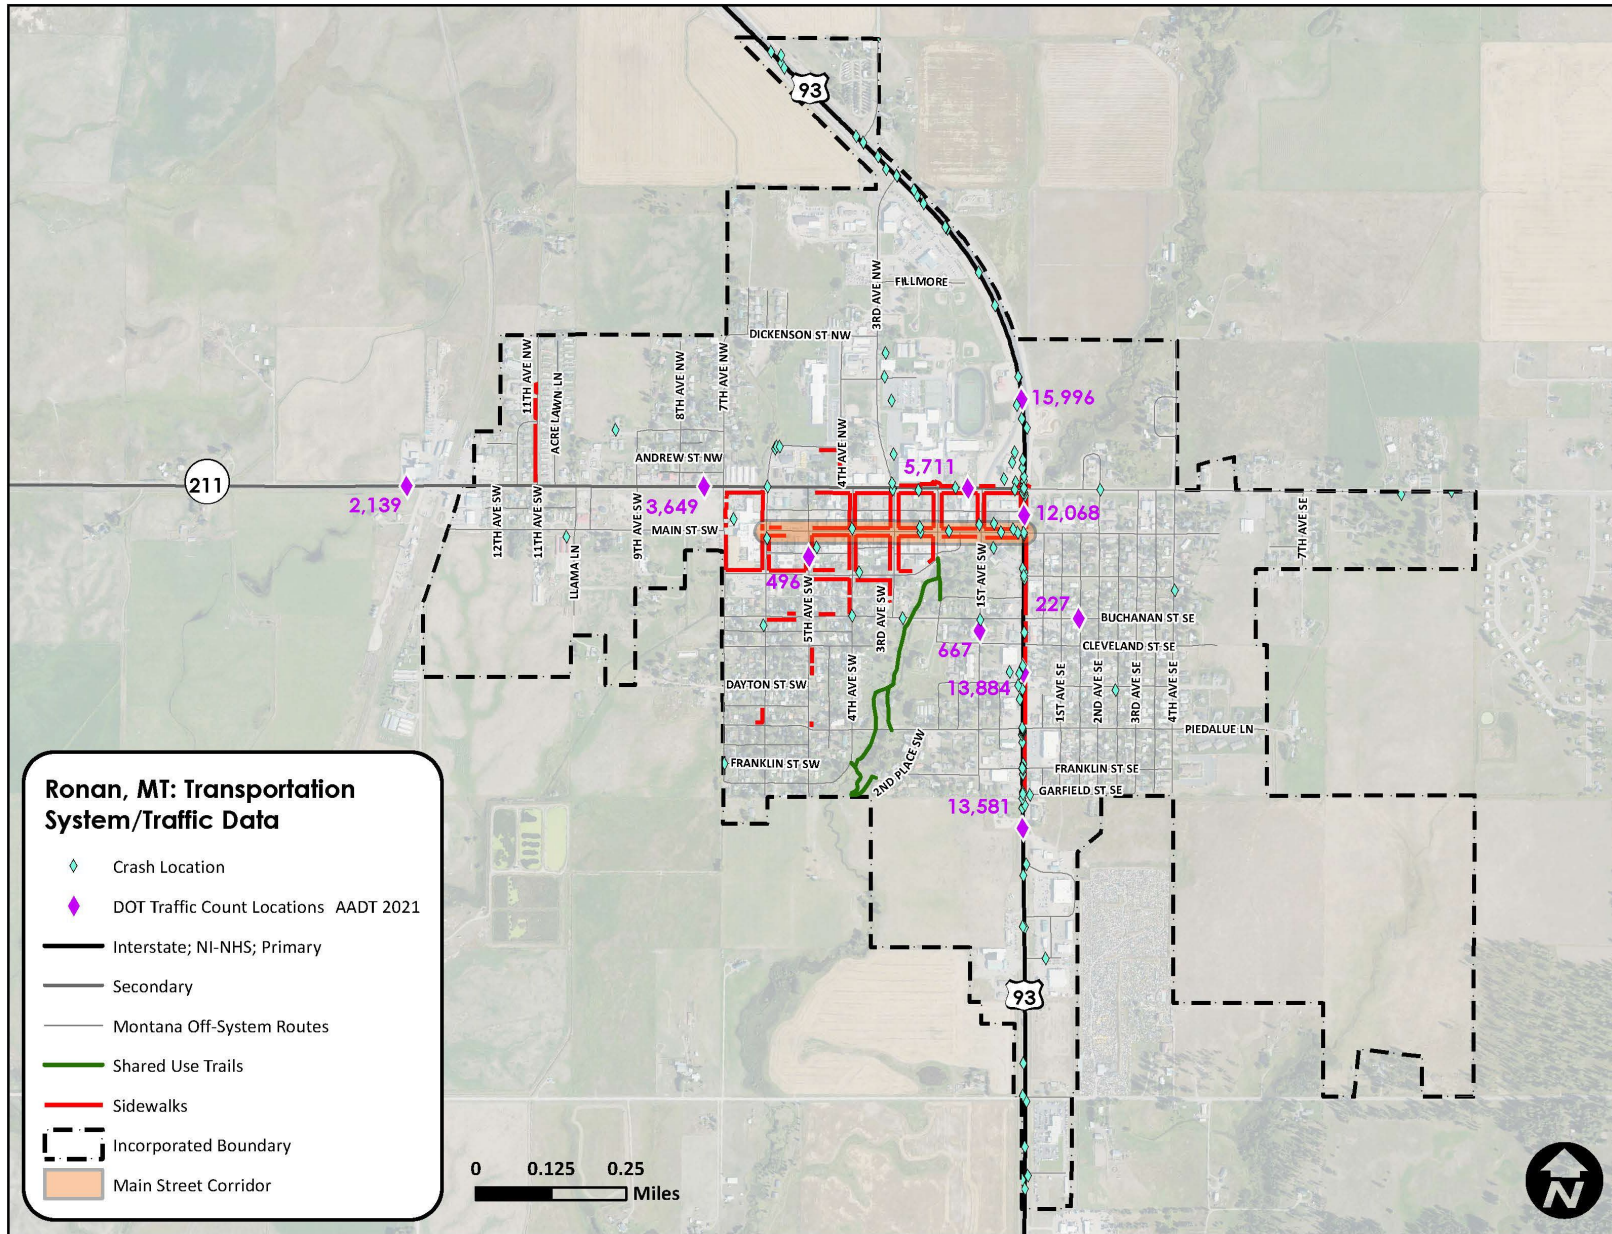 93
3RD AVE NW
FILLMORE
DICKENSON ST NW
11TH AVE NW
ACRE LAWN LN
8TH AVE NW
7TH AVE NW
15,996
4TH AVE NW
ANDREW ST NW
5,711
211
2,139
3,649
12,068
12TH AVE SW
11TH AVE SW
9TH AVE SW
MAIN ST SW
7TH AVE SE
LLAMA LN
496
5TH AVE SW
3RD AVE SW
1ST AVE SW
227
BUCHANAN ST SE
667
CLEVELAND ST SE
DAYTON ST SW
4TH AVE SW
13,884
1ST AVE SE
2ND AVE SE
3RD AVE SE
4TH AVE SE
PIEDALUE LN
FRANKLIN ST SW
2ND PLACE SW
FRANKLIN ST SE
GARFIELD ST SE
13,581
93
Ronan, MT: Transportation
System/Traffic Data
Crash Location
DOT Traffic Count Locations AADT 2021
Interstate; NI-NHS; Primary
Secondary
Montana Off-System Routes
Shared Use Trails
Sidewalks
Incorporated Boundary
Main Street Corridor
0 0.125 0.25
Miles
N